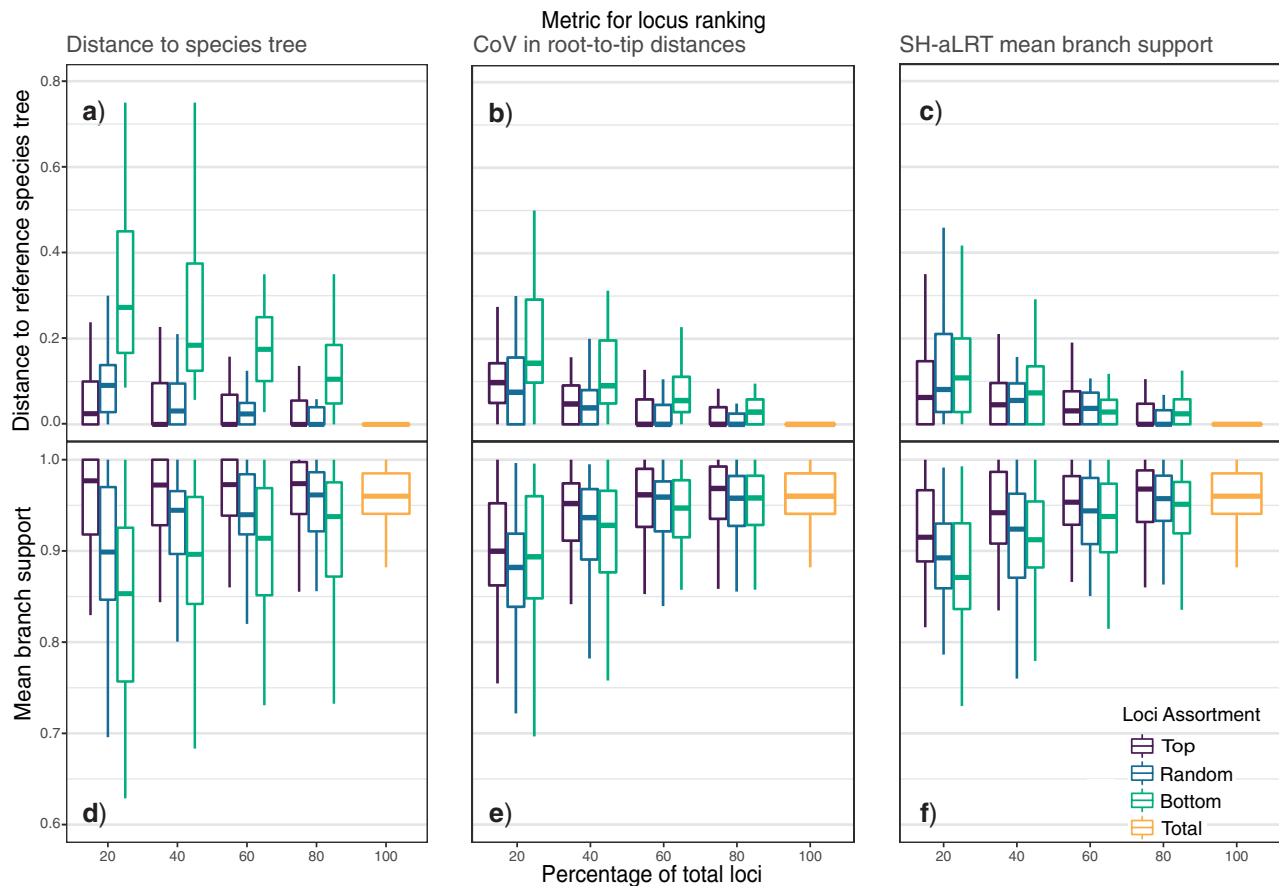 Metric for locus ranking
Distance to species tree
CoV in root-to-tip distances
SH-aLRT mean branch support
Distance to reference species tree
0.8
0.6
0.4
0.2
0.0
a)
b)
c)
Mean branch support
1.0
0.9
0.8
0.7
0.6
d)
e)
f)
Loci Assortment
Top
Random
Bottom
Total
20 40 60 80 100
20 40 60 80 100
20 40 60 80 100
Percentage of total loci